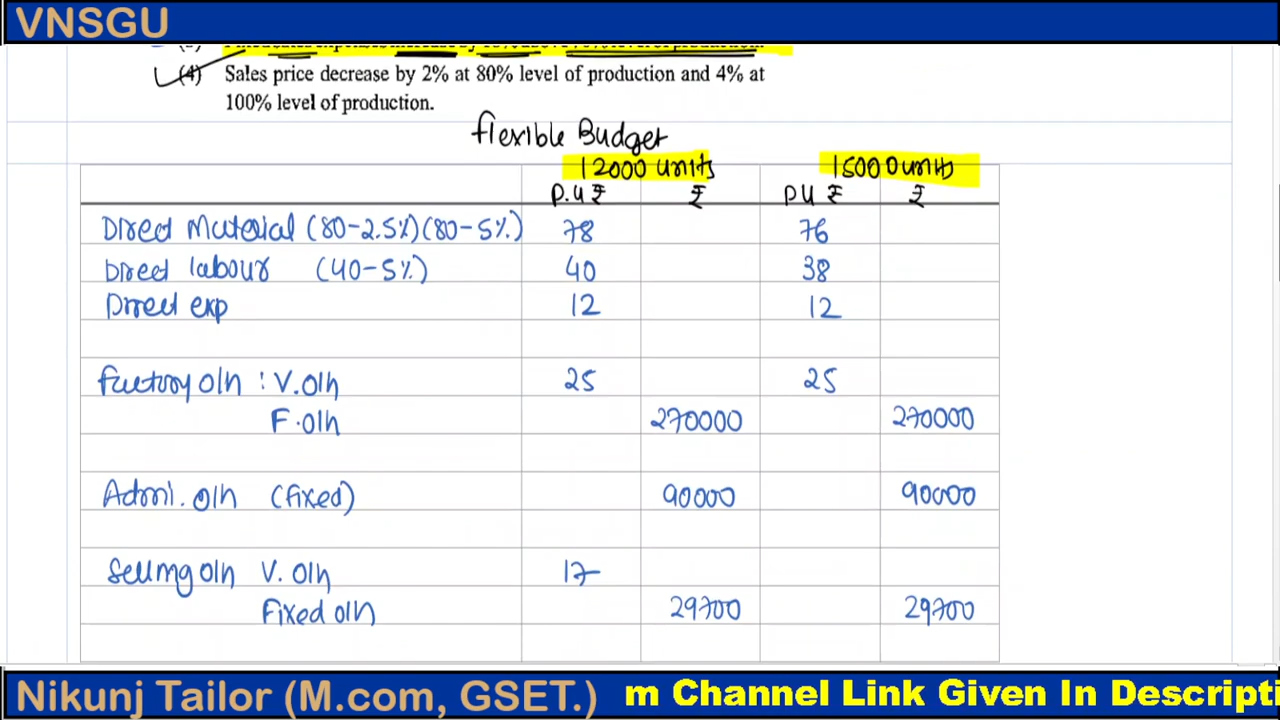 VNSGU
(4) Sales price decrease by 2% at 80% level of production and 4% at
100% level of production.
flexible Budget
12000 units 15000 units
P.U ₹ ₹ PU ₹ ₹
Direct Material (80-2.5%)(80-5%) 78 76
Direct labour (40-5%) 40 38
Direct exp 12 12
factory o/h : V.o/h 25 25
F.o/h 270000 270000
Admi. o/h (fixed) 90000 90000
Selling o/h V. o/h 17
Fixed o/h 29700 29700
Nikunj Tailor (M.com, GSET.) m Channel Link Given In Descripti